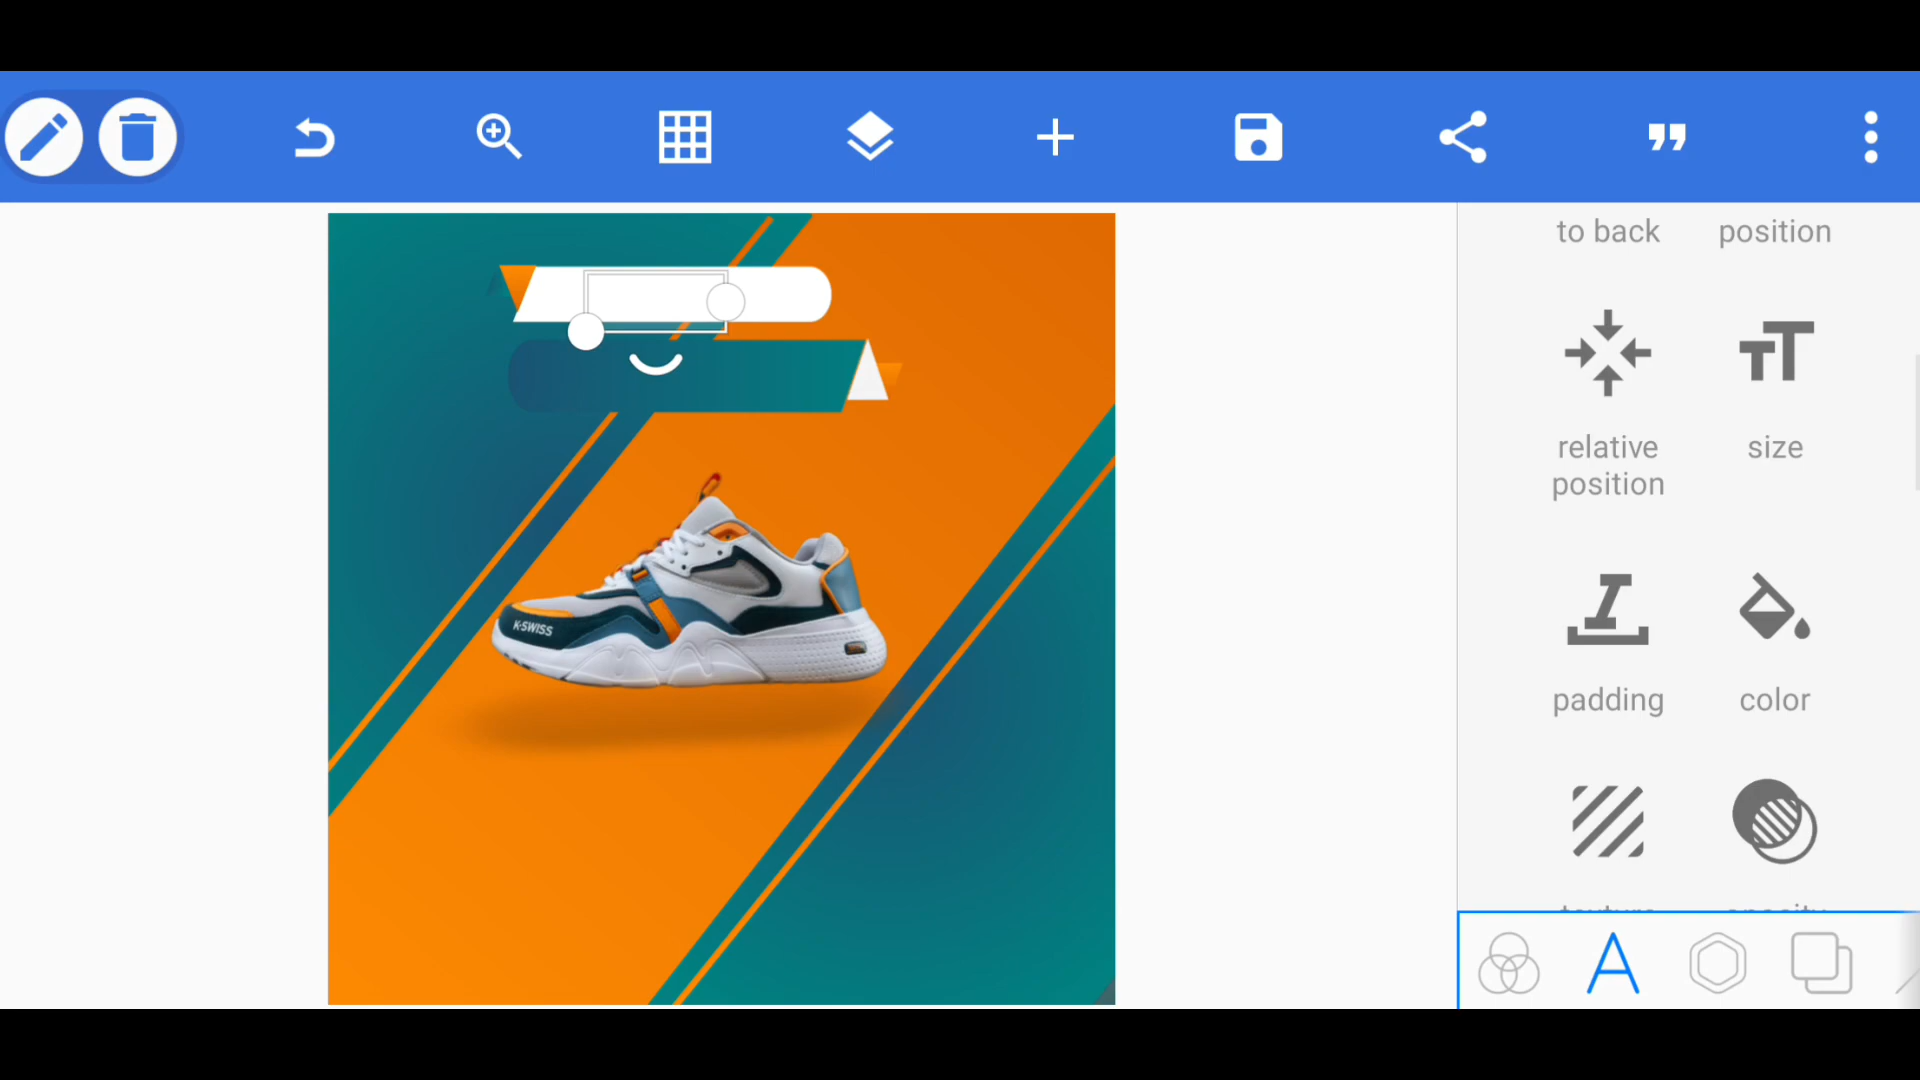 to back
position
relative
position
size
padding
color
K·SWISS